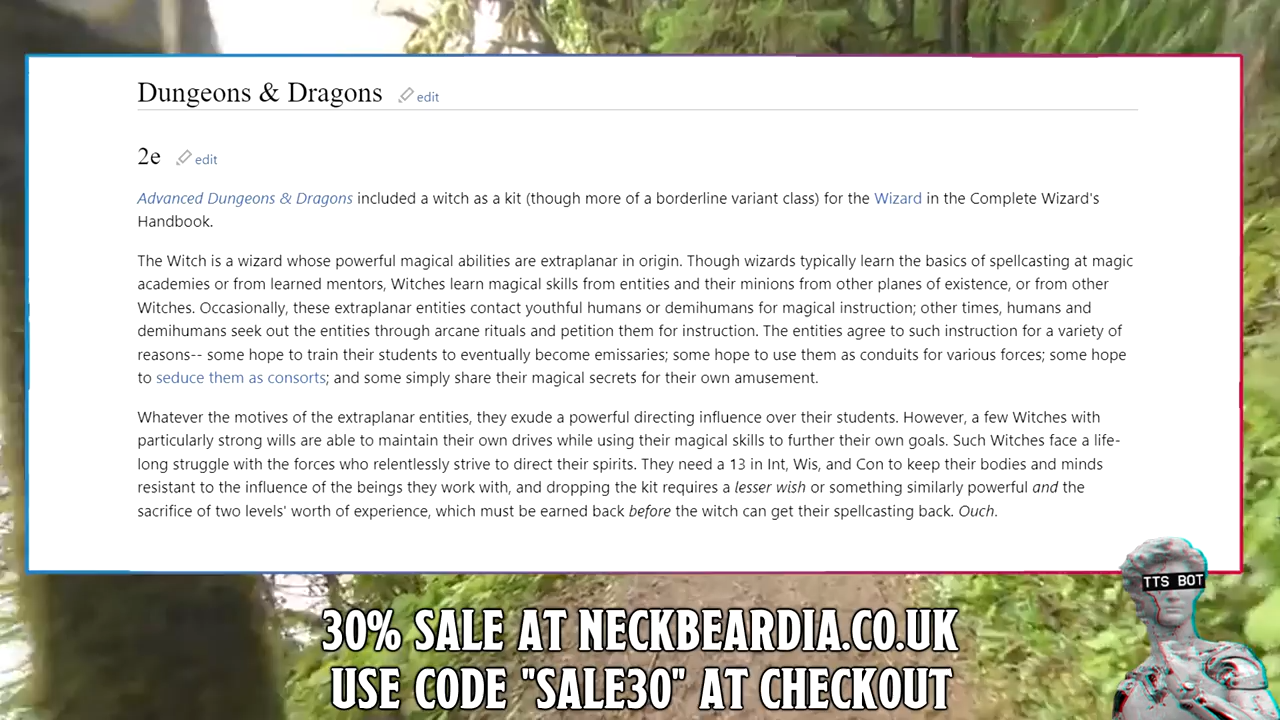 Dungeons & Dragons edit
2e edit
Advanced Dungeons & Dragons included a witch as a kit (though more of a borderline variant class) for the Wizard in the Complete Wizard's
Handbook.
The Witch is a wizard whose powerful magical abilities are extraplanar in origin. Though wizards typically learn the basics of spellcasting at magic
academies or from learned mentors, Witches learn magical skills from entities and their minions from other planes of existence, or from other
Witches. Occasionally, these extraplanar entities contact youthful humans or demihumans for magical instruction; other times, humans and
demihumans seek out the entities through arcane rituals and petition them for instruction. The entities agree to such instruction for a variety of
reasons-- some hope to train their students to eventually become emissaries; some hope to use them as conduits for various forces; some hope
to seduce them as consorts; and some simply share their magical secrets for their own amusement.
Whatever the motives of the extraplanar entities, they exude a powerful directing influence over their students. However, a few Witches with
particularly strong wills are able to maintain their own drives while using their magical skills to further their own goals. Such Witches face a life-
long struggle with the forces who relentlessly strive to direct their spirits. They need a 13 in Int, Wis, and Con to keep their bodies and minds
resistant to the influence of the beings they work with, and dropping the kit requires a lesser wish or something similarly powerful and the
sacrifice of two levels' worth of experience, which must be earned back before the witch can get their spellcasting back. Ouch.
TTS BOT
30% SALE AT NECKBEARDIA.CO.UK
USE CODE "SALE30" AT CHECKOUT